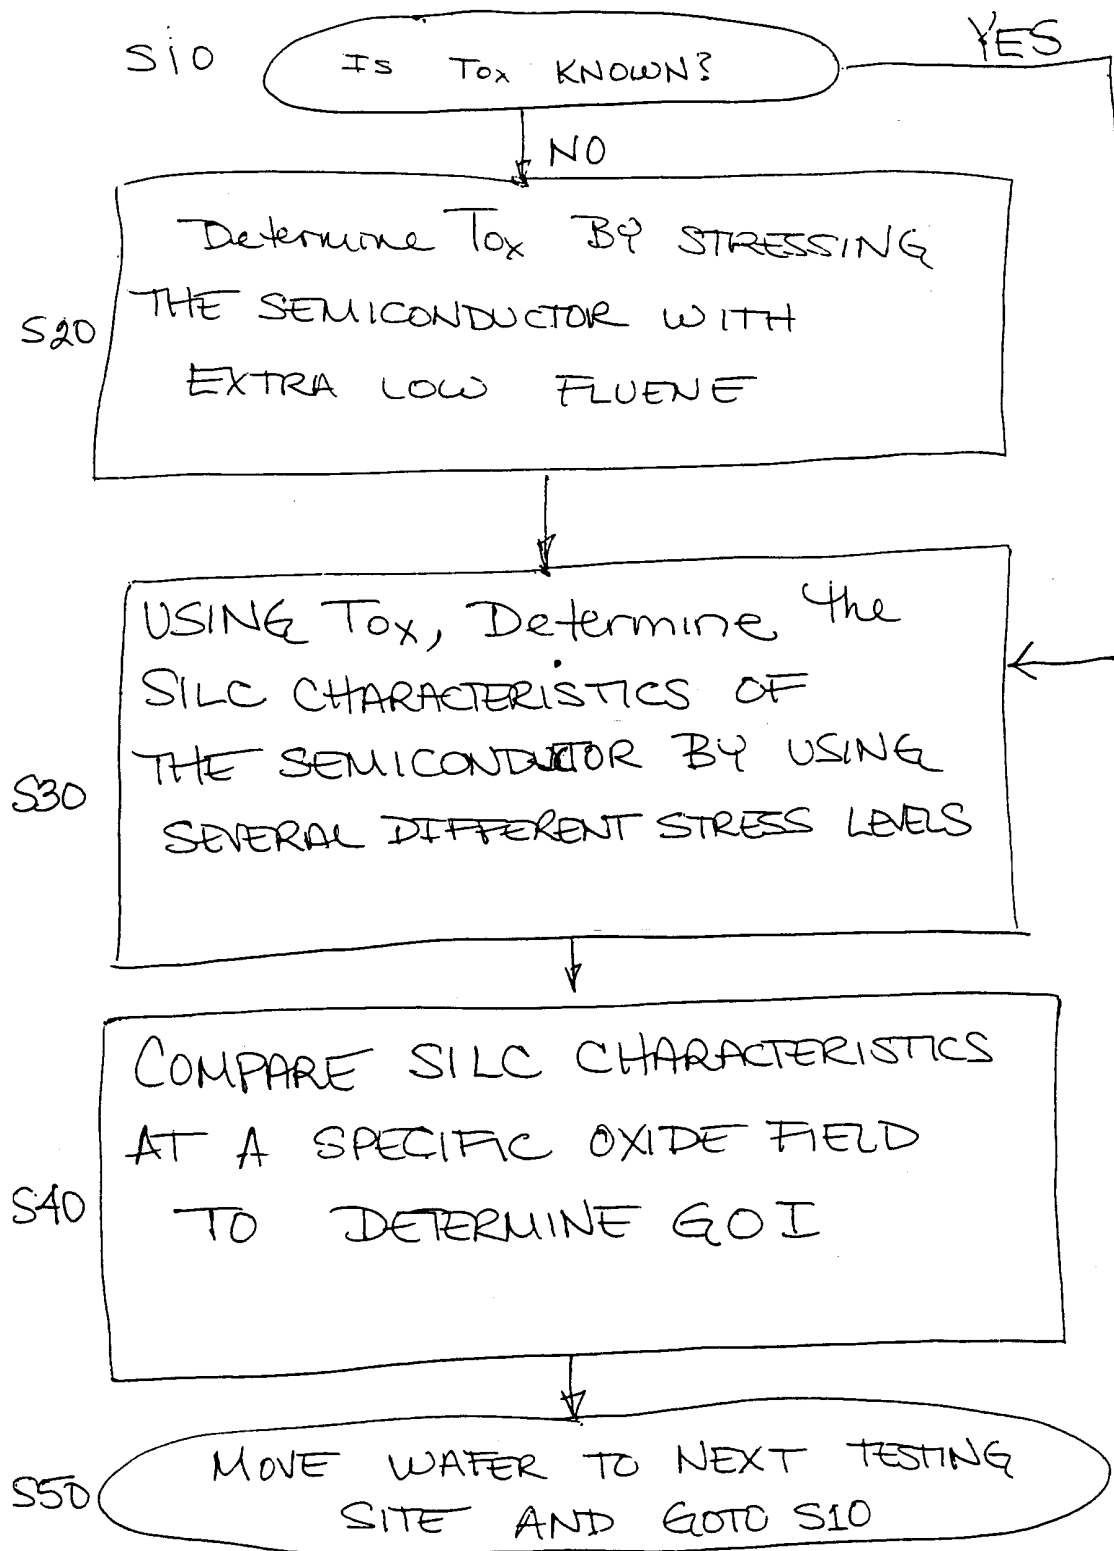 S10 Is Tox KNOWN? YES
NO
Determine Tox BY STRESSING
THE SEMICONDUCTOR WITH
S20
EXTRA LOW FLUENE
USING Tox, Determine the
SILC CHARACTERISTICS OF
THE SEMICONDUCTOR BY USING
S30
SEVERAL DIFFERENT STRESS LEVELS
COMPARE SILC CHARACTERISTICS
AT A SPECIFIC OXIDE FIELD
S40
TO DETERMINE GOI
MOVE WAFER TO NEXT TESTING
S50
SITE AND GOTO S10